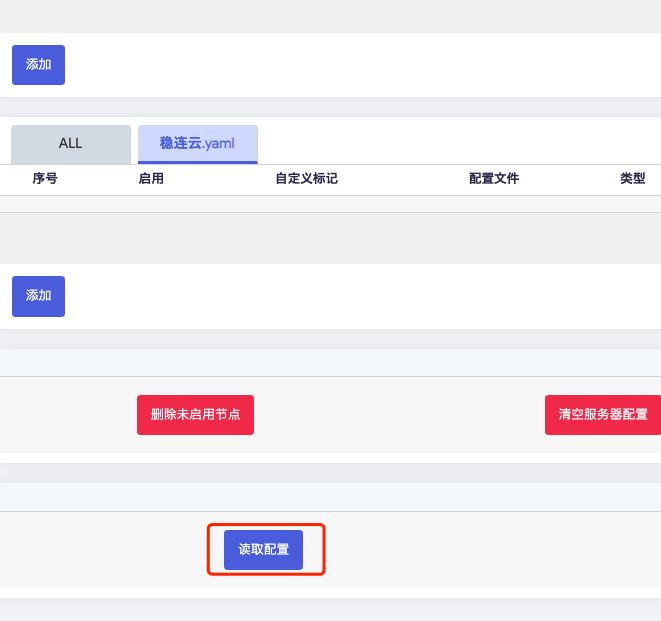 添加
ALL 稳连云.yaml
序号 启用 自定义标记 配置文件 类型
添加
删除未启用节点 清空服务器配置
读取配置